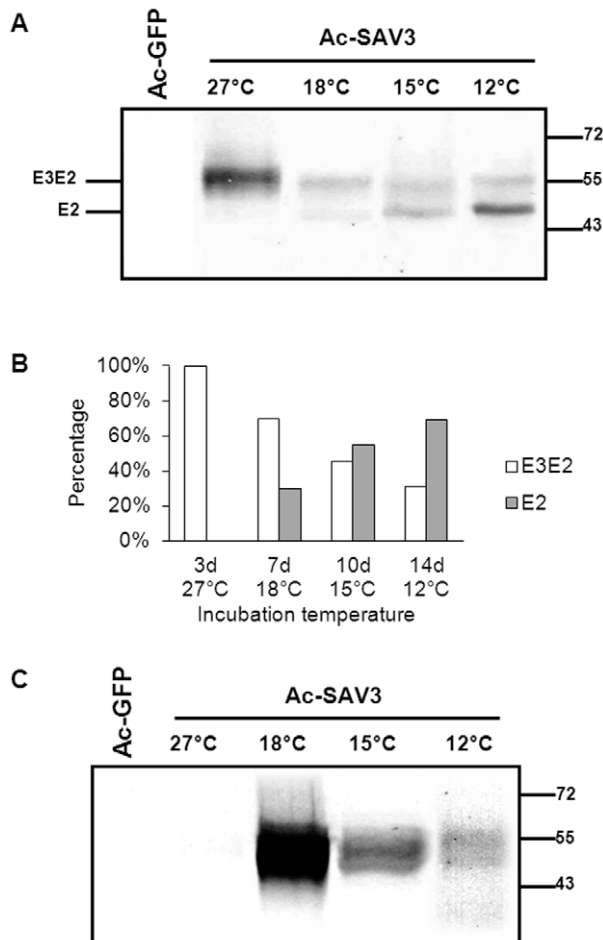 A
Ac-GFP
Ac-SAV3
27°C 18°C 15°C 12°C
72
E3E2 55
E2 43
B
100%
80%
60%
40%
20%
0%
Percentage
E3E2
E2
3d 7d 10d 14d
27°C 18°C 15°C 12°C
Incubation temperature
C
Ac-GFP
Ac-SAV3
27°C 18°C 15°C 12°C
72
55
43